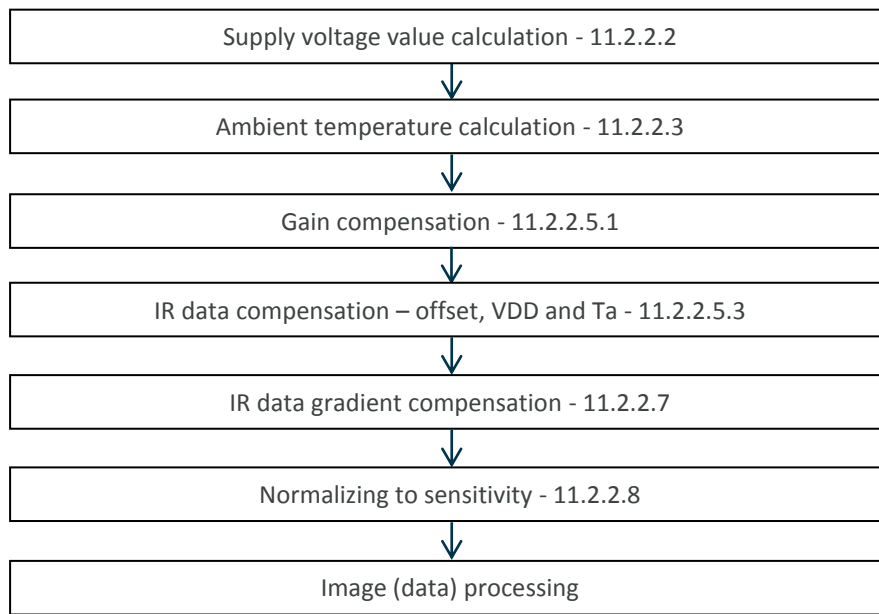 Supply voltage value calculation - 11.2.2.2
Ambient temperature calculation - 11.2.2.3
Gain compensation - 11.2.2.5.1
IR data compensation – offset, VDD and Ta - 11.2.2.5.3
IR data gradient compensation - 11.2.2.7
Normalizing to sensitivity - 11.2.2.8
Image (data) processing